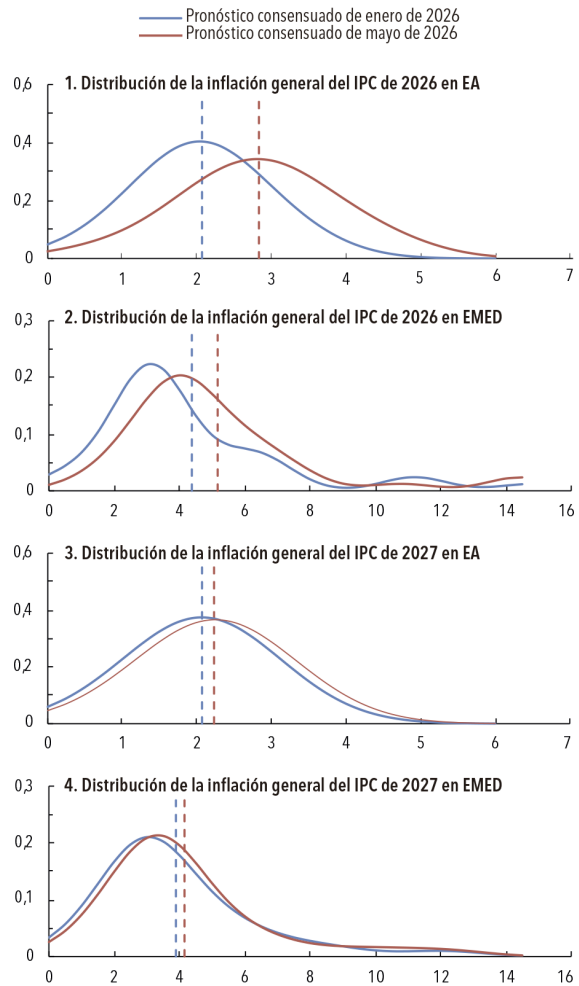 Pronóstico consensuado de enero de 2026
Pronóstico consensuado de mayo de 2026
1. Distribución de la inflación general del IPC de 2026 en EA
0,6
0,4
0,2
0
0 1 2 3 4 5 6 7
2. Distribución de la inflación general del IPC de 2026 en EMED
0,3
0,2
0,1
0
0 2 4 6 8 10 12 14 16
3. Distribución de la inflación general del IPC de 2027 en EA
0,6
0,4
0,2
0
0 1 2 3 4 5 6 7
4. Distribución de la inflación general del IPC de 2027 en EMED
0,3
0,2
0,1
0
0 2 4 6 8 10 12 14 16